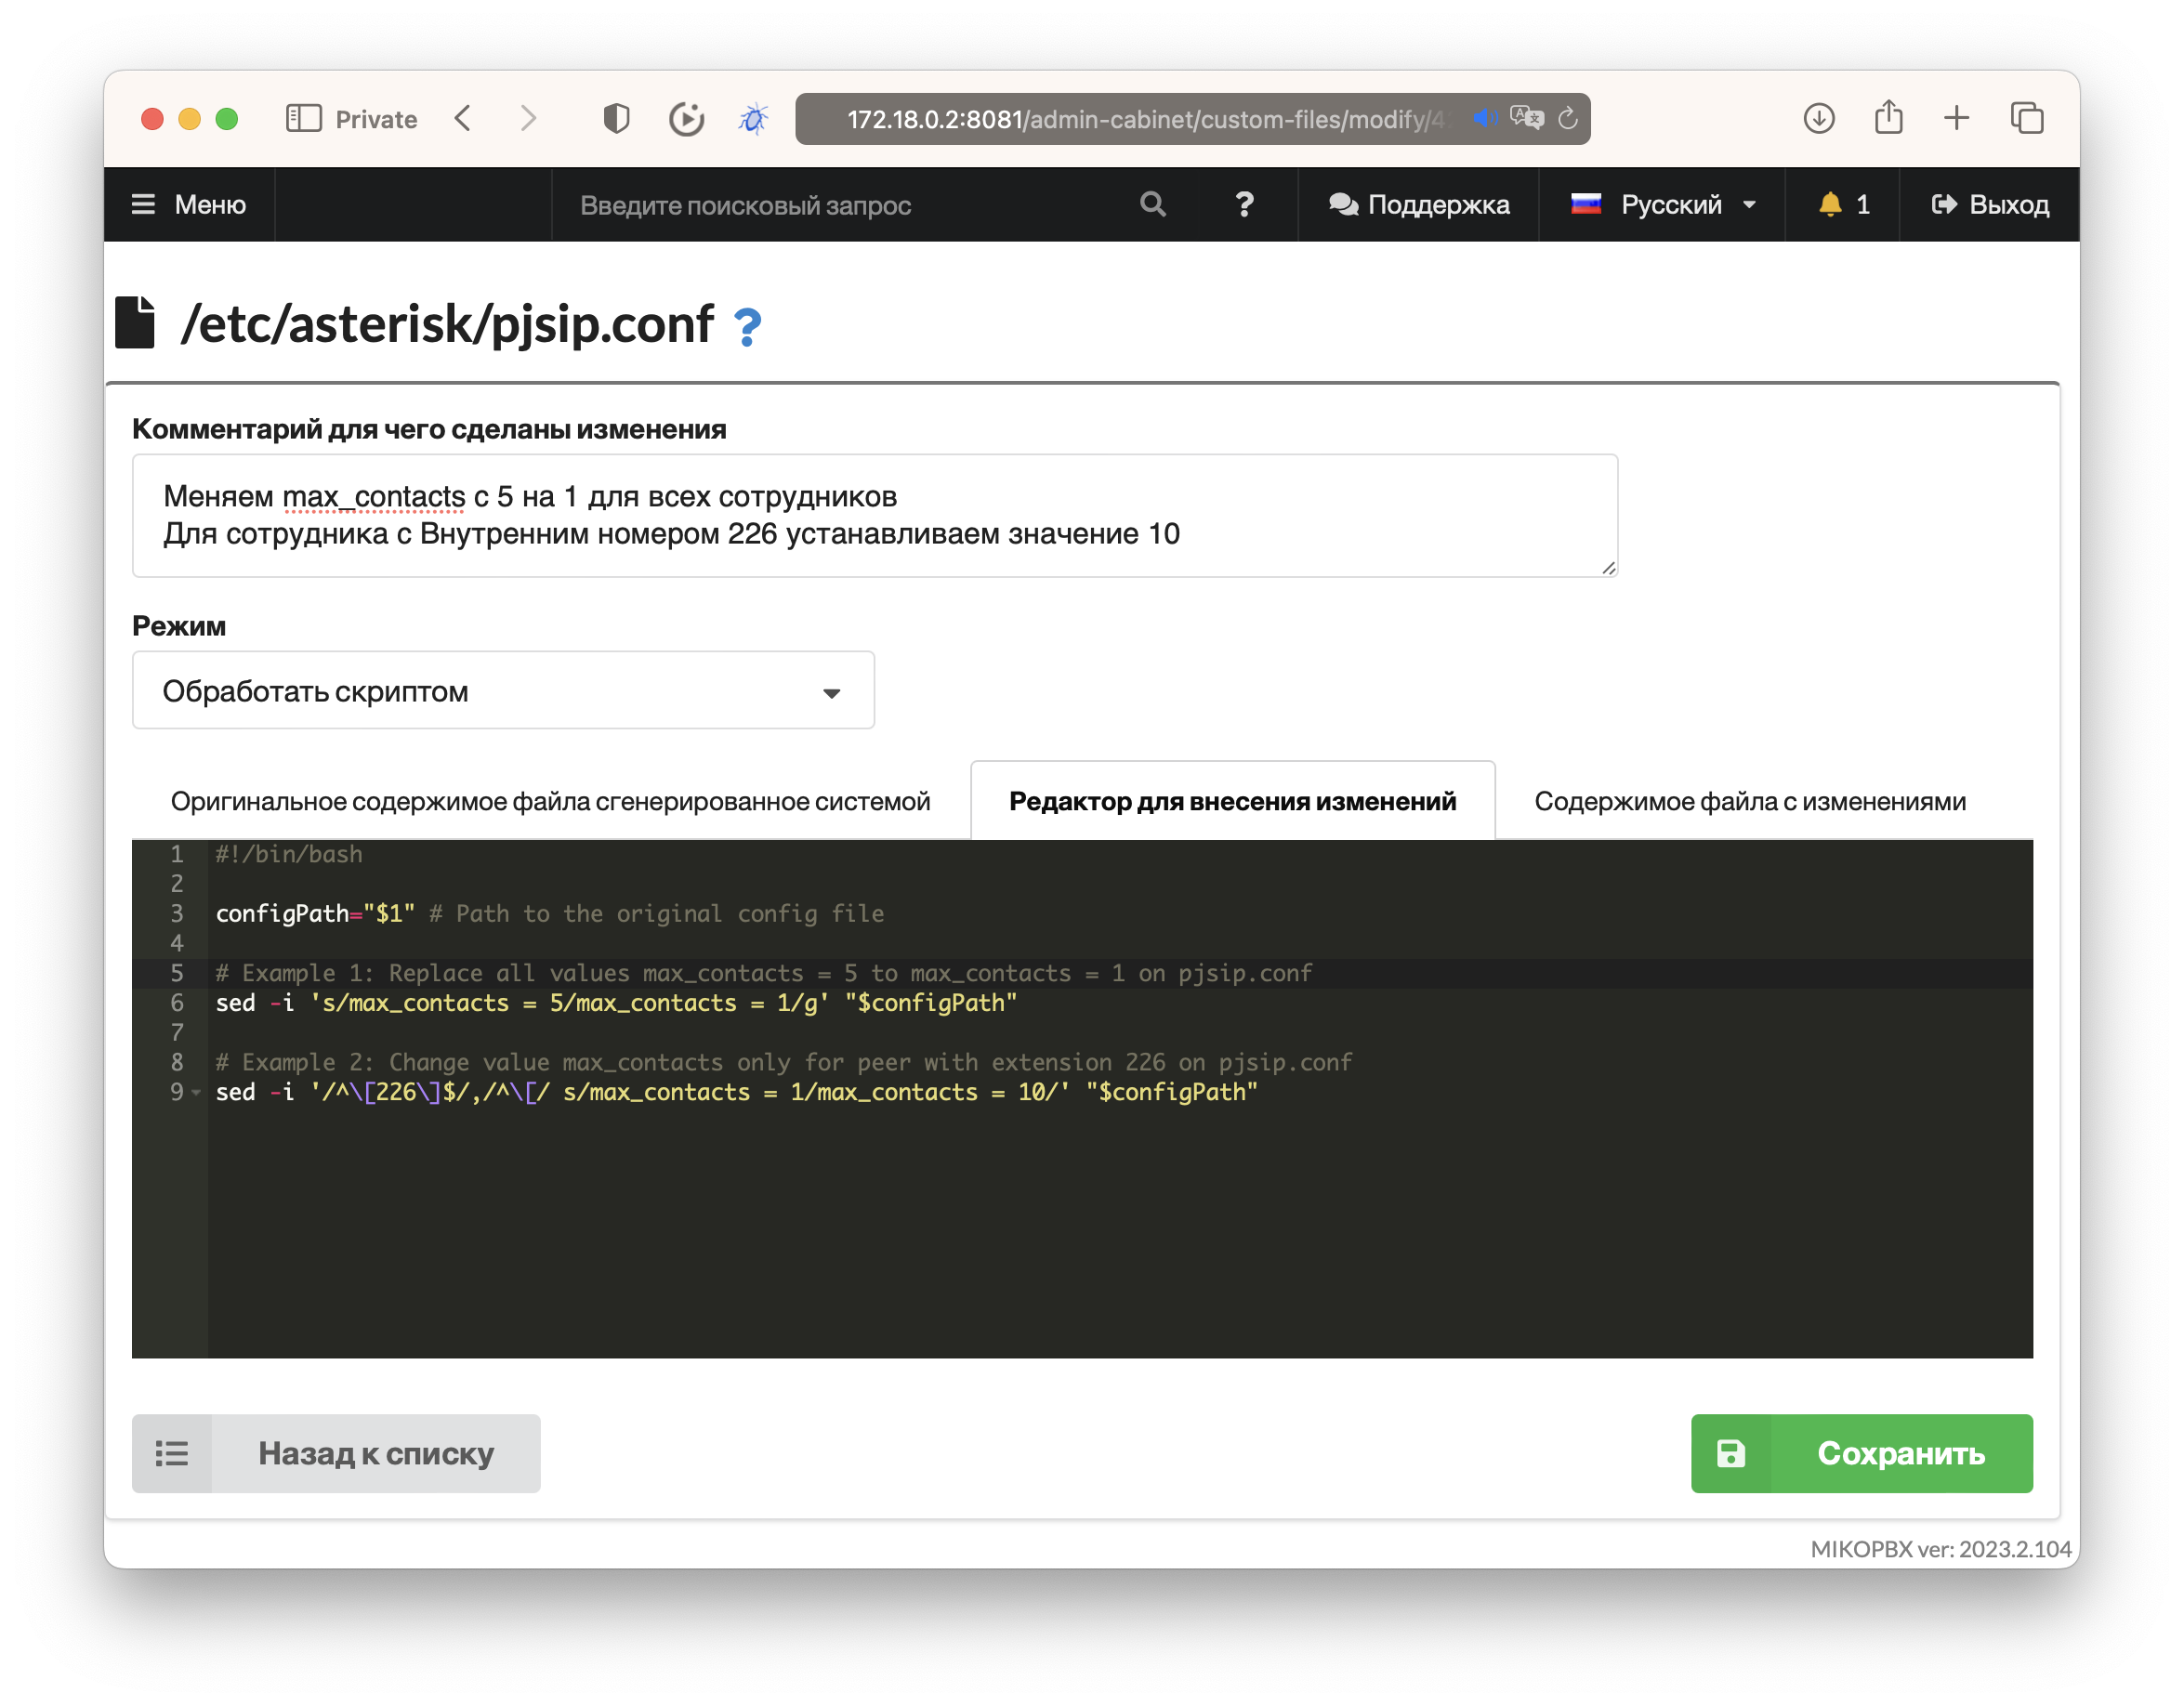 Private
172.18.0.2:8081/admin-cabinet/custom-files/modify/4
Меню
Введите поисковый запрос
?
Поддержка
Русский
1
Выход
/etc/asterisk/pjsip.conf ?
Комментарий для чего сделаны изменения
Меняем max_contacts с 5 на 1 для всех сотрудников
Для сотрудника с Внутренним номером 226 устанавливаем значение 10
Режим
Обработать скриптом
Оригинальное содержимое файла сгенерированное системой
Редактор для внесения изменений
Содержимое файла с изменениями
1 #!/bin/bash
2
3 configPath="$1" # Path to the original config file
4
5 # Example 1: Replace all values max_contacts = 5 to max_contacts = 1 on pjsip.conf
6 sed -i 's/max_contacts = 5/max_contacts = 1/g' "$configPath"
7
8 # Example 2: Change value max_contacts only for peer with extension 226 on pjsip.conf
9 sed -i '/^\[226\]$/,/^\[/ s/max_contacts = 1/max_contacts = 10/' "$configPath"
Назад к списку
Сохранить
MIKOPBX ver: 2023.2.104